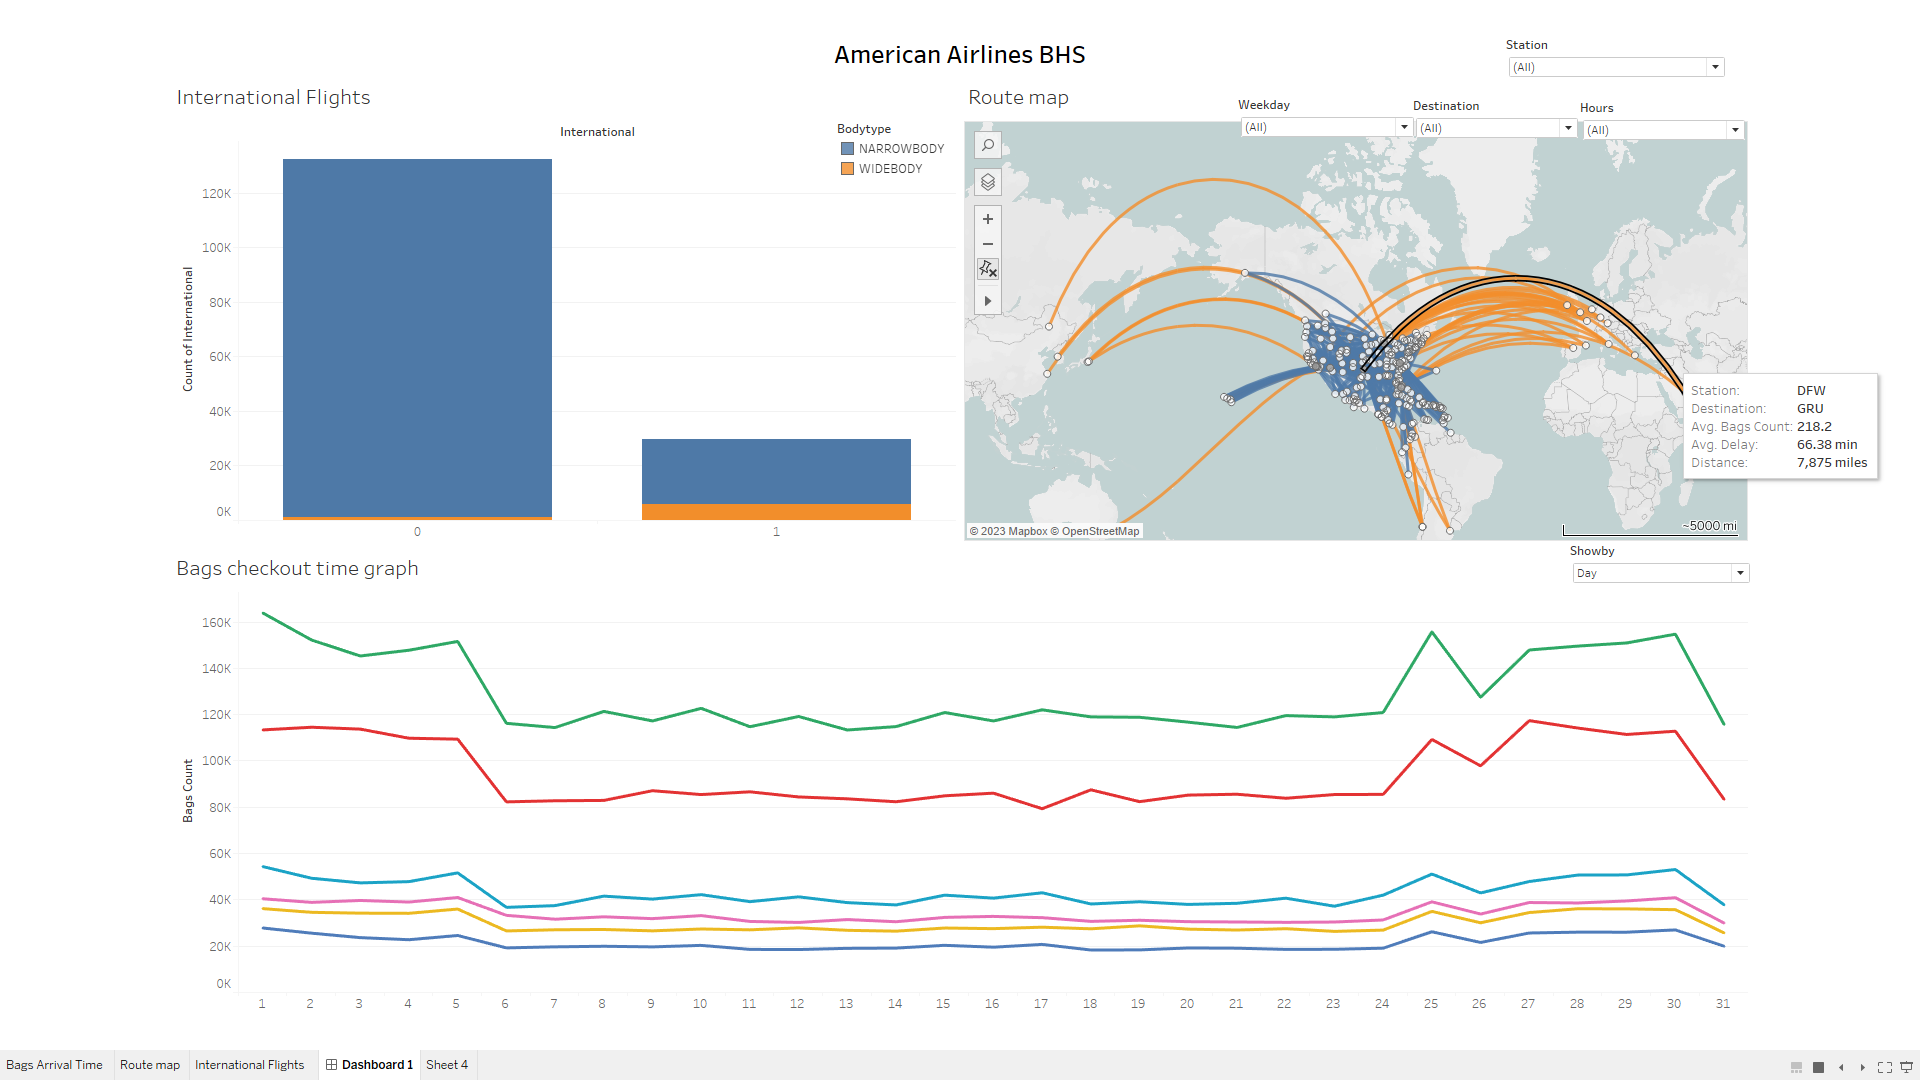 American Airlines BHS
Station
(All)
International Flights
International
Bodytype
NARROWBODY
WIDEBODY
Count of International
120K
100K
80K
60K
40K
20K
0K
0
1
Route map
Weekday
(All)
Destination
(All)
Hours
(All)
Station: DFW
Destination: GRU
Avg. Bags Count: 218.2
Avg. Delay: 66.38 min
Distance: 7,875 miles
© 2023 Mapbox © OpenStreetMap
~5000 mi
Showby
Day
Bags checkout time graph
Bags Count
160K
140K
120K
100K
80K
60K
40K
20K
0K
1 2 3 4 5 6 7 8 9 10 11 12 13 14 15 16 17 18 19 20 21 22 23 24 25 26 27 28 29 30 31
Bags Arrival Time
Route map
International Flights
Dashboard 1
Sheet 4